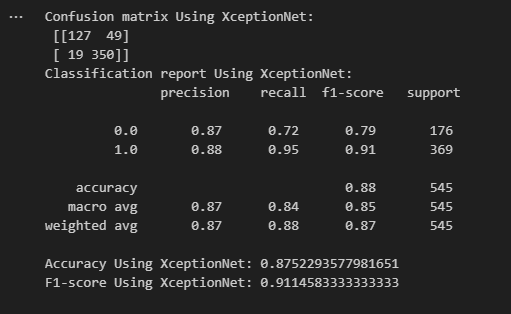 ...
Confusion matrix Using XceptionNet:
[[127  49]
[ 19 350]]
Classification report Using XceptionNet:
precision    recall  f1-score   support
0.0       0.87      0.72      0.79       176
1.0       0.88      0.95      0.91       369
accuracy                           0.88       545
macro avg       0.87      0.84      0.85       545
weighted avg       0.87      0.88      0.87       545
Accuracy Using XceptionNet: 0.8752293577981651
F1-score Using XceptionNet: 0.9114583333333333